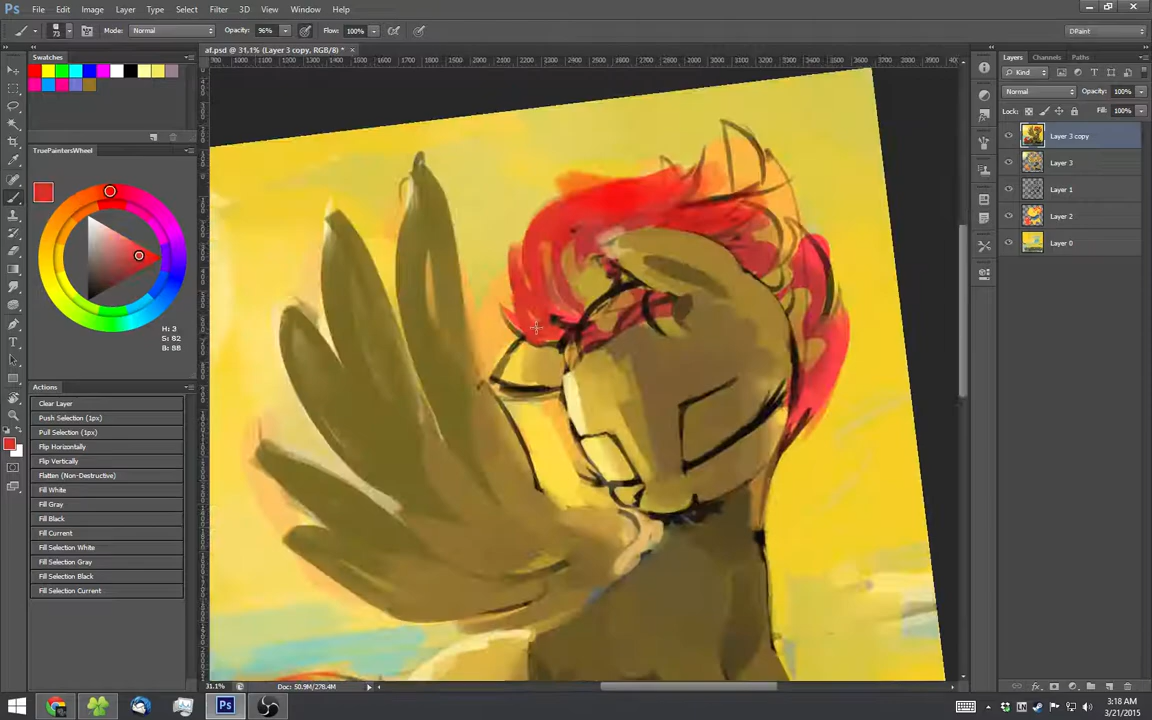 Ps File Edit Image Layer Type Select Filter 3D View Window Help
73 Mode: Normal Opacity: 96% Flow: 100% DPaint
af.psd @ 31.1% (Layer 3 copy, RGB/8) * ×
Swatches
TruePaintersWheel
H: 3
S: 82
B: 88
Actions
Clear Layer
Push Selection (1px)
Pull Selection (1px)
Flip Horizontally
Flip Vertically
Flatten (Non-Destructive)
Fill White
Fill Gray
Fill Black
Fill Current
Fill Selection White
Fill Selection Gray
Fill Selection Black
Fill Selection Current
Layers Channels Paths
Kind
Normal Opacity: 100%
Lock: Fill: 100%
Layer 3 copy
Layer 3
Layer 1
Layer 2
Layer 0
31.1% Doc: 50.9M/278.4M
3:18 AM
3/21/2015